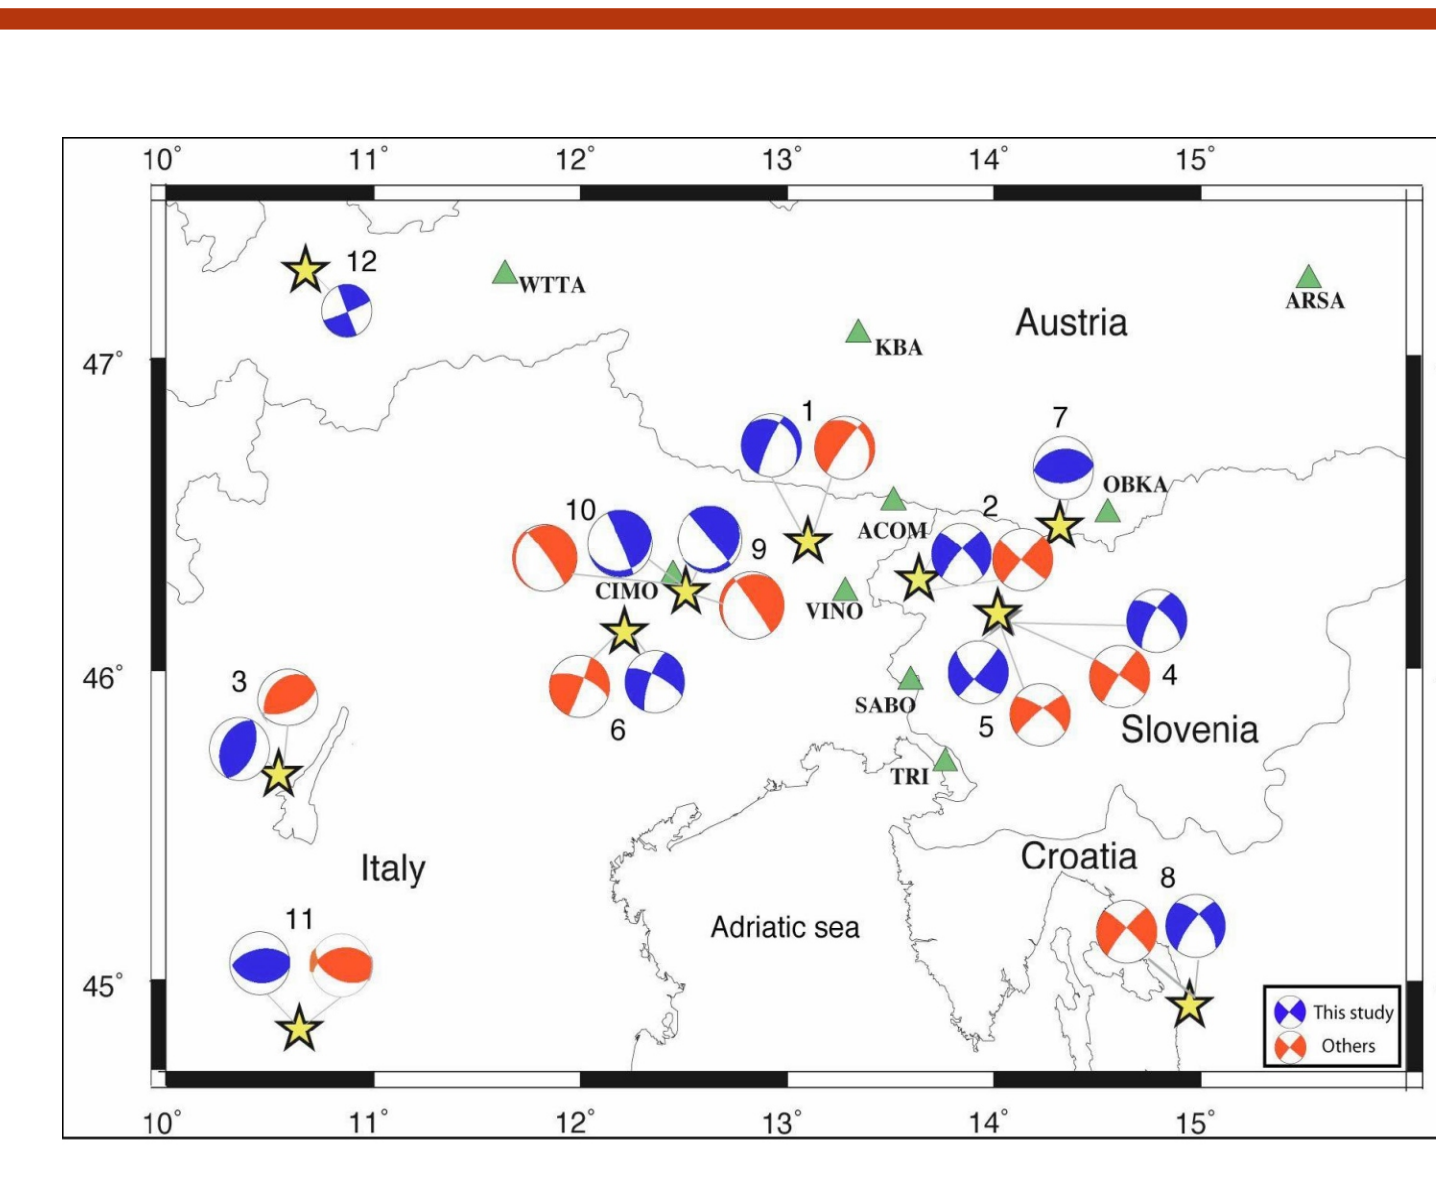 10° 11° 12° 13° 14° 15°
12
WTTA
ARSA
Austria
KBA
47°
1
7
OBKA
10
2
ACOM
9
CIMO
VINO
46°
3
4
SABO
5
6
Slovenia
TRI
Croatia
Italy
8
11
Adriatic sea
45°
This study
Others
10° 11° 12° 13° 14° 15°